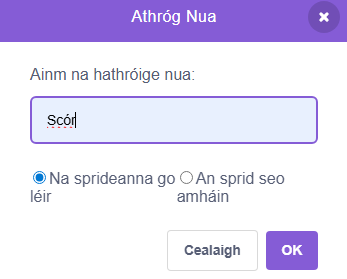 Athróg Nua
Ainm na hathróige nua:
Scór
Na sprideanna go léir
An sprid seo amháin
Cealaigh
OK